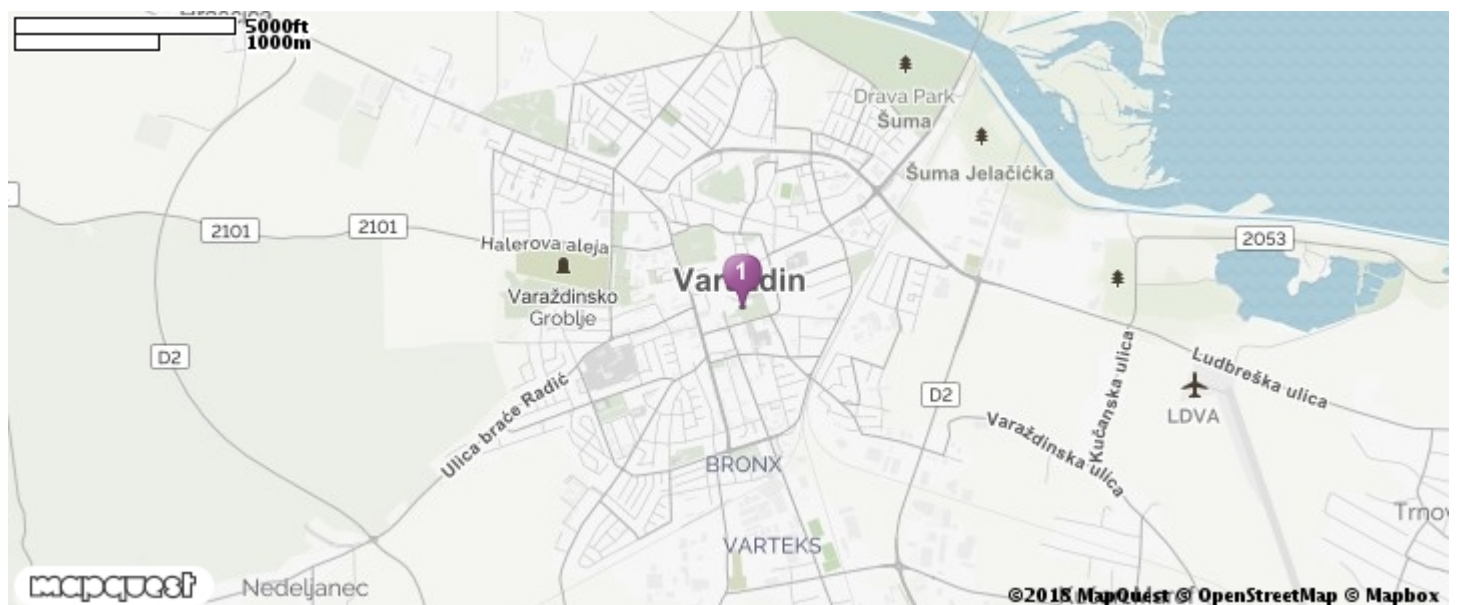 5000ft
1000m
Drava Park
Šuma
Šuma Jelačićka
2101
2101
2053
Halerova aleja
1
Varaždinsko
Groblje
D2
Ludbreška ulica
Kučanska ulica
LDVA
D2
Ulica braće Radić
Varaždinska ulica
BRONX
VARTEKS
mapquest
Nedeljanec
©2018 MapQuest © OpenStreetMap © Mapbox